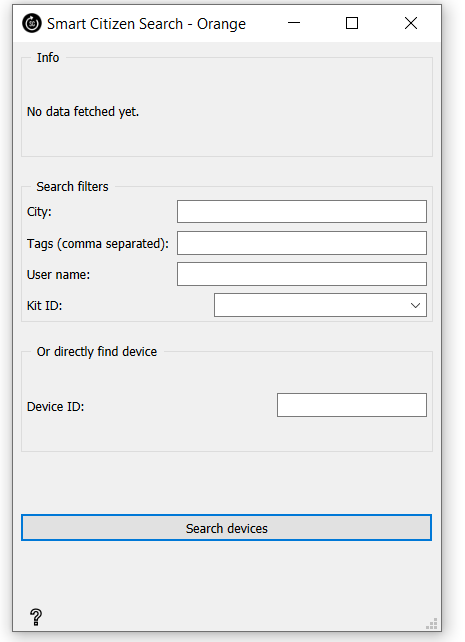 Smart Citizen Search - Orange
Info
No data fetched yet.
Search filters
City:
Tags (comma separated):
User name:
Kit ID:
Or directly find device
Device ID:
Search devices
?